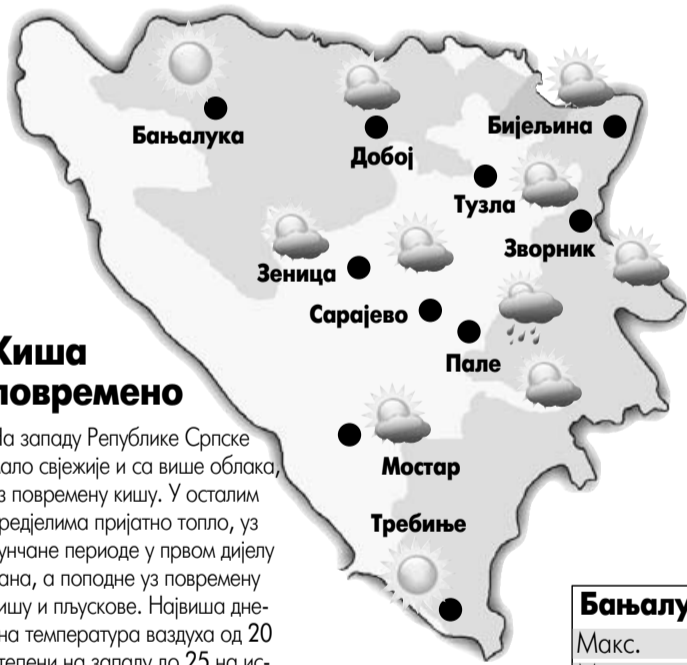 Бањалука
Добој
Бијељина
Тузла
Зворник
Зеница
Сарајево
Пале
Мостар
Требиње
Киша
повремено
На западу Републике Српске
мало свјежије и са више облака,
уз повремену кишу. У осталим
предјелима пријатно топло, уз
сунчане периоде у првом дијелу
дана, а поподне уз повремену
кишу и пљускове. Највиша дне-
вна температура ваздуха од 20
степени на западу до 25 на ис-
Макс.